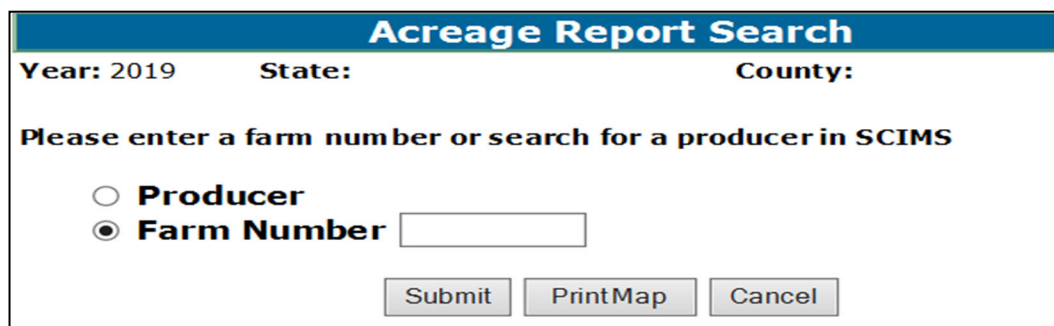 Acreage Report Search
Year: 2019 State: County:
Please enter a farm number or search for a producer in SCIMS
Producer
Farm Number
Submit PrintMap Cancel